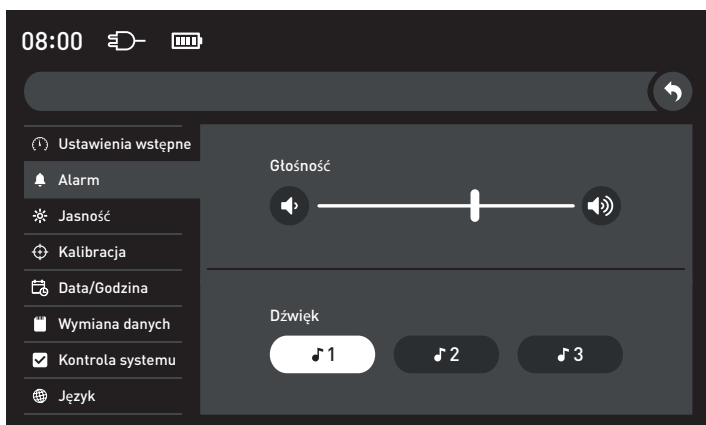 08:00
Ustawienia wstępne
Alarm
Jasność
Kalibracja
Data/Godzina
Wymiana danych
Kontrola systemu
Język
Głośność
Dźwięk
1
2
3